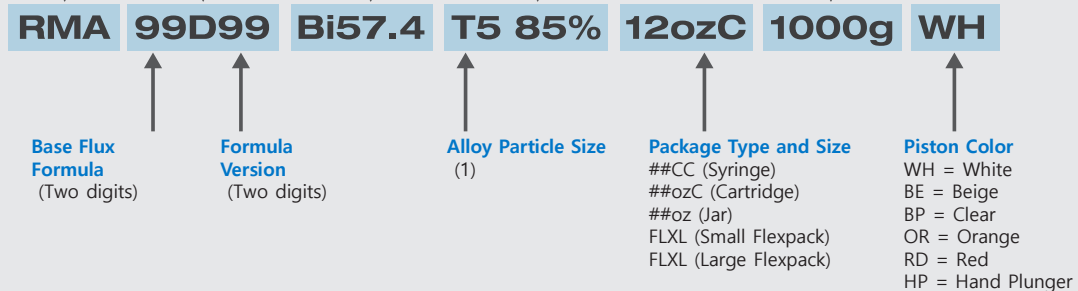 RMA 99D99 Bi57.4 T5 85% 12ozC 1000g WH
Base Flux
Formula
(Two digits)
Formula
Version
(Two digits)
Alloy Particle Size
(1)
Package Type and Size
##CC (Syringe)
##ozC (Cartridge)
##oz (Jar)
FLXL (Small Flexpack)
FLXL (Large Flexpack)
Piston Color
WH = White
BE = Beige
BP = Clear
OR = Orange
RD = Red
HP = Hand Plunger